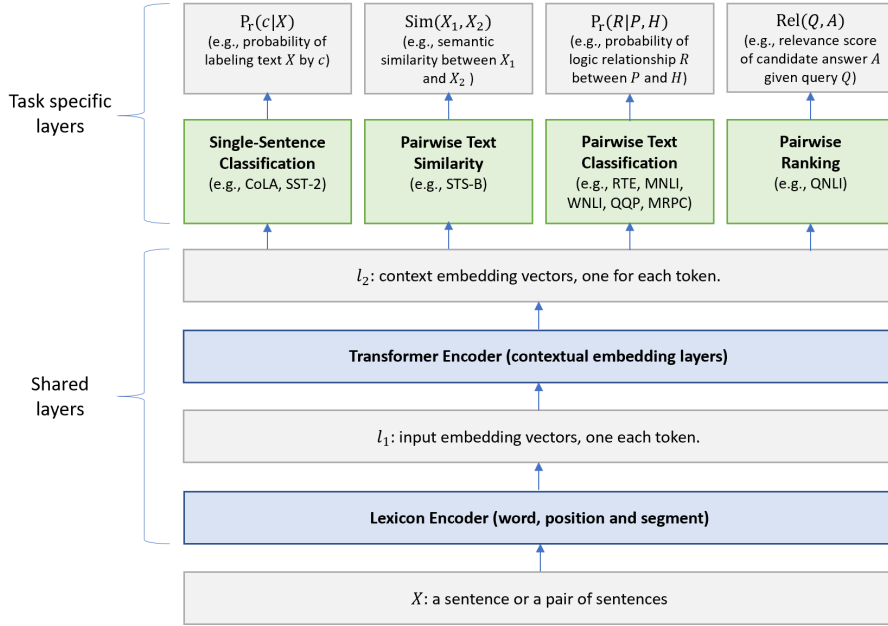 Pr(c|X)
(e.g., probability of
labeling text X by c)
Sim(X₁, X₂)
(e.g., semantic
similarity between X₁
and X₂ )
Pr(R|P, H)
(e.g., probability of
logic relationship R
between P and H)
Rel(Q, A)
(e.g., relevance score
of candidate answer A
given query Q)
Task specific
layers
Single-Sentence
Classification
(e.g., CoLA, SST-2)
Pairwise Text
Similarity
(e.g., STS-B)
Pairwise Text
Classification
(e.g., RTE, MNLI,
WNLI, QQP, MRPC)
Pairwise
Ranking
(e.g., QNLI)
l₂: context embedding vectors, one for each token.
Transformer Encoder (contextual embedding layers)
Shared
layers
l₁: input embedding vectors, one each token.
Lexicon Encoder (word, position and segment)
X: a sentence or a pair of sentences